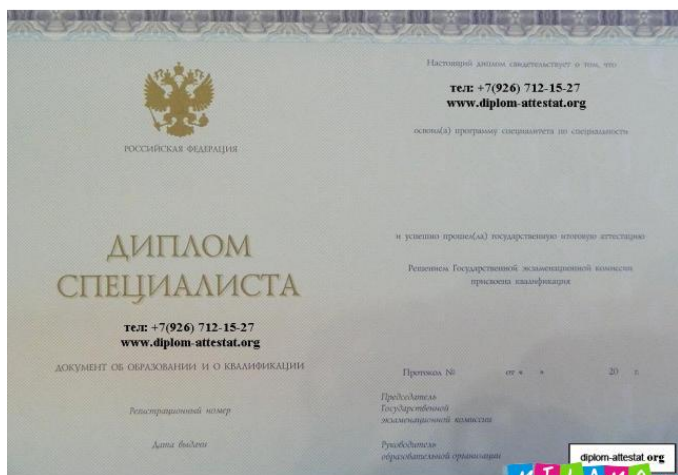 РОССИЙСКАЯ ФЕДЕРАЦИЯ
ДИПЛОМ
СПЕЦИАЛИСТА
тел: +7(926) 712-15-27
www.diplom-attestat.org
ДОКУМЕНТ ОБ ОБРАЗОВАНИИ И О КВАЛИФИКАЦИИ
Регистрационный номер
Дата выдачи
Настоящий диплом свидетельствует о том, что
тел: +7(926) 712-15-27
www.diplom-attestat.org
освоил(а) программу специалитета по специальности
и успешно прошел(ла) государственную итоговую аттестацию
Решением Государственной экзаменационной комиссии
присвоена квалификация
Протокол № от « » 20 г.
Председатель
Государственной
экзаменационной комиссии
Руководитель
образовательной организации
diplom-attestat.org